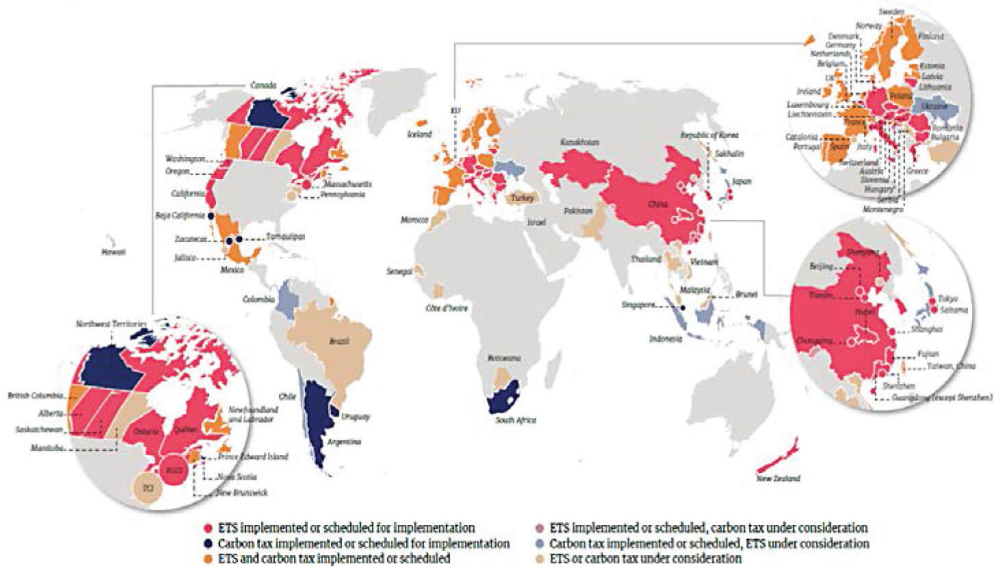 Canada
Washington
Oregon
California
Baja California
Zacatecas
Jalisco
Mexico
Tamaulipas
Massachusetts
Pennsylvania
Hawaii
Colombia
Brazil
Chile
Uruguay
Argentina
Iceland
EU
Morocco
Senegal
Côte d'Ivoire
Botswana
South Africa
Turkey
Israel
Pakistan
Kazakhstan
China
Republic of Korea
Sakhalin
Japan
Thailand
Vietnam
Malaysia
Brunei
Singapore
Indonesia
New Zealand
Northwest Territories
British Columbia
Alberta
Saskatchewan
Manitoba
Ontario
Québec
Newfoundland
and Labrador
Prince Edward Island
Nova Scotia
New Brunswick
RGGI
TCI
Sweden
Norway
Finland
Denmark
Germany
Netherlands
Belgium
UK
Ireland
Luxembourg
Liechtenstein
France
Catalonia
Portugal
Spain
Italy
Switzerland
Austria
Slovenia
Hungary
Serbia
Montenegro
Greece
Bulgaria
Romania
Ukraine
Poland
Lithuania
Latvia
Estonia
Shenyang
Beijing
Tianjin
Hubei
Chongqing
Tokyo
Saitama
Shanghai
Fujian
Taiwan, China
Shenzhen
Guangdong (except Shenzhen)
ETS implemented or scheduled for implementation
Carbon tax implemented or scheduled for implementation
ETS and carbon tax implemented or scheduled
ETS implemented or scheduled, carbon tax under consideration
Carbon tax implemented or scheduled, ETS under consideration
ETS or carbon tax under consideration